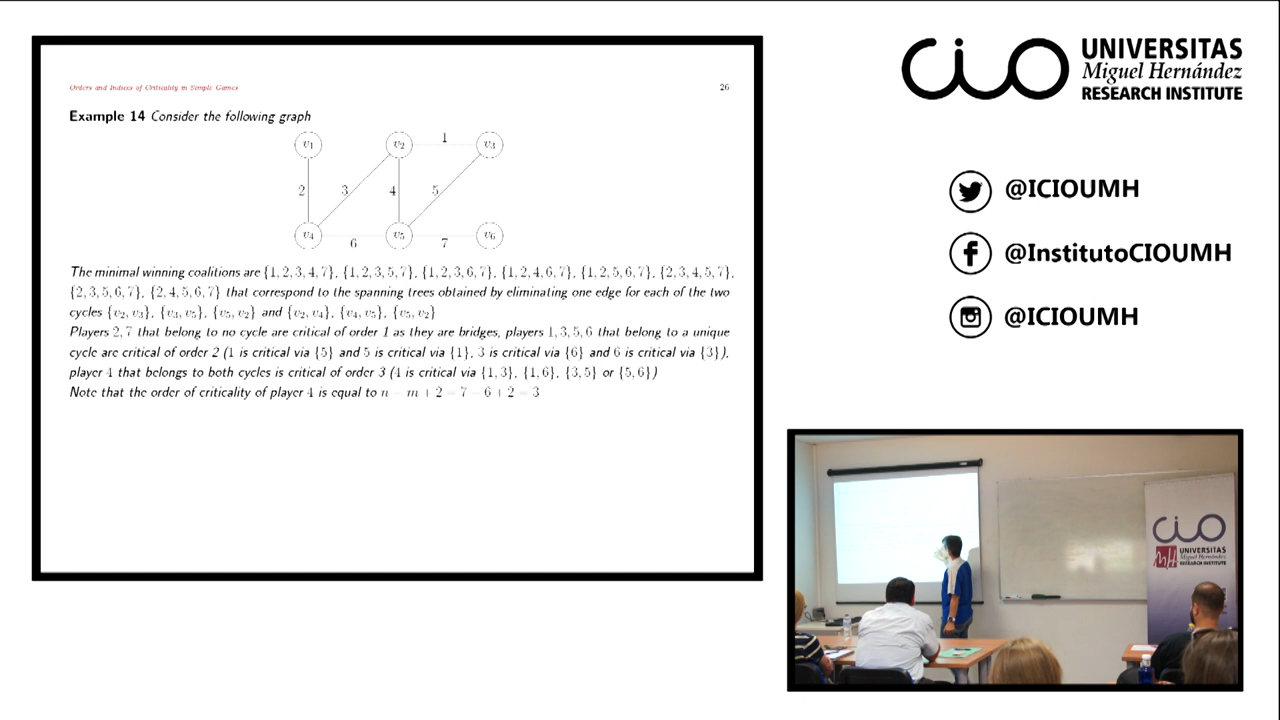 Orders and Indices of Criticality in Simple Games 26
Example 14 Consider the following graph
v1 v2 1 v3
2 3 4 5
v4 6 v5 7 v6
The minimal winning coalitions are {1, 2, 3, 4, 7}, {1, 2, 3, 5, 7}, {1, 2, 3, 6, 7}, {1, 2, 4, 6, 7}, {1, 2, 5, 6, 7}, {2, 3, 4, 5, 7},
{2, 3, 5, 6, 7}, {2, 4, 5, 6, 7} that correspond to the spanning trees obtained by eliminating one edge for each of the two
cycles {v2, v3}, {v3, v5}, {v5, v2} and {v2, v4}, {v4, v5}, {v5, v2}
Players 2, 7 that belong to no cycle are critical of order 1 as they are bridges, players 1, 3, 5, 6 that belong to a unique
cycle are critical of order 2 (1 is critical via {5} and 5 is critical via {1}, 3 is critical via {6} and 6 is critical via {3}),
player 4 that belongs to both cycles is critical of order 3 (4 is critical via {1, 3}, {1, 6}, {3, 5} or {5, 6})
Note that the order of criticality of player 4 is equal to n − m + 2 = 7 − 6 + 2 = 3
CIO UNIVERSITAS
Miguel Hernández
RESEARCH INSTITUTE
@ICIOUMH
@InstitutoCIOUMH
@ICIOUMH
CIO
UNIVERSITAS
Miguel Hernández
RESEARCH INSTITUTE